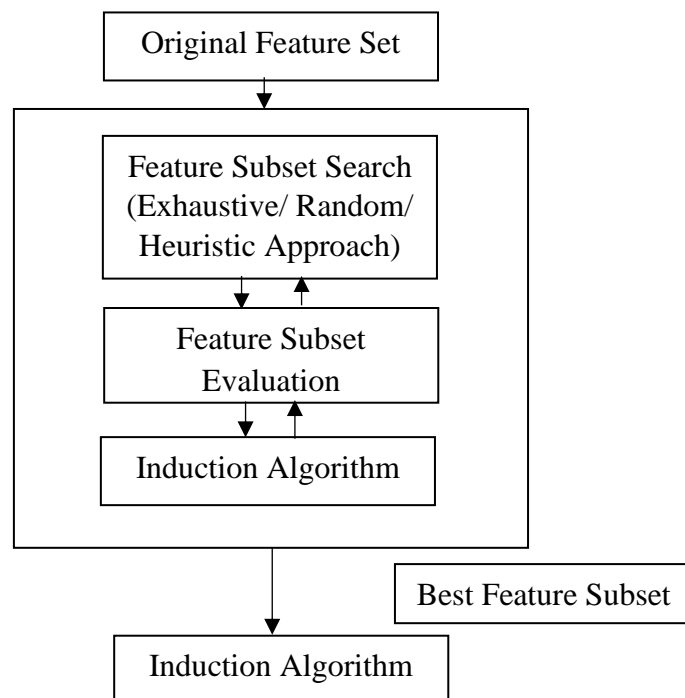 Original Feature Set
Feature Subset Search
(Exhaustive/ Random/
Heuristic Approach)
Feature Subset
Evaluation
Induction Algorithm
Best Feature Subset
Induction Algorithm